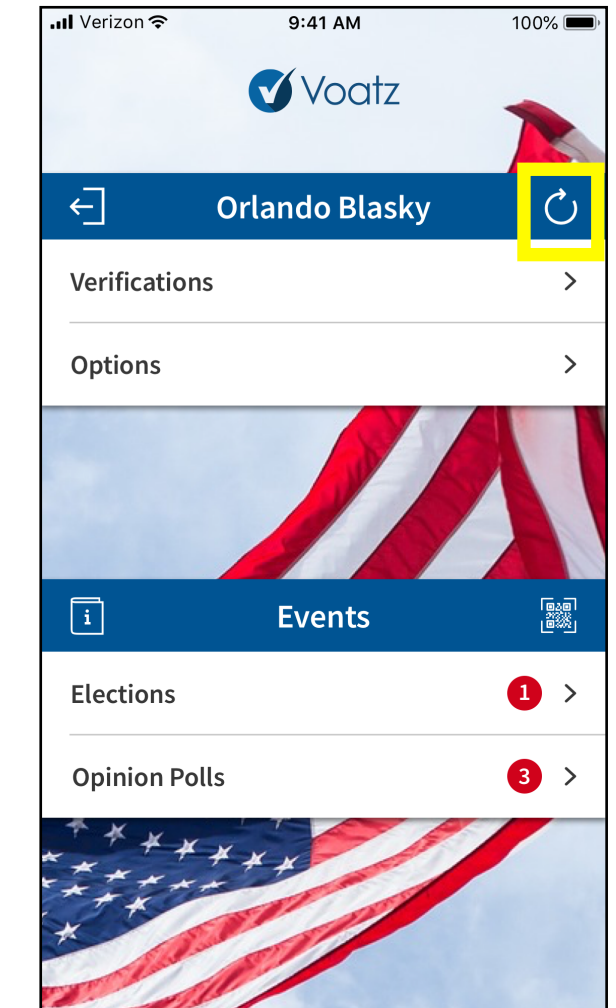 Verizon 9:41 AM 100%
Voatz
Orlando Blasky
Verifications
Options
i Events
Elections 1
Opinion Polls 3